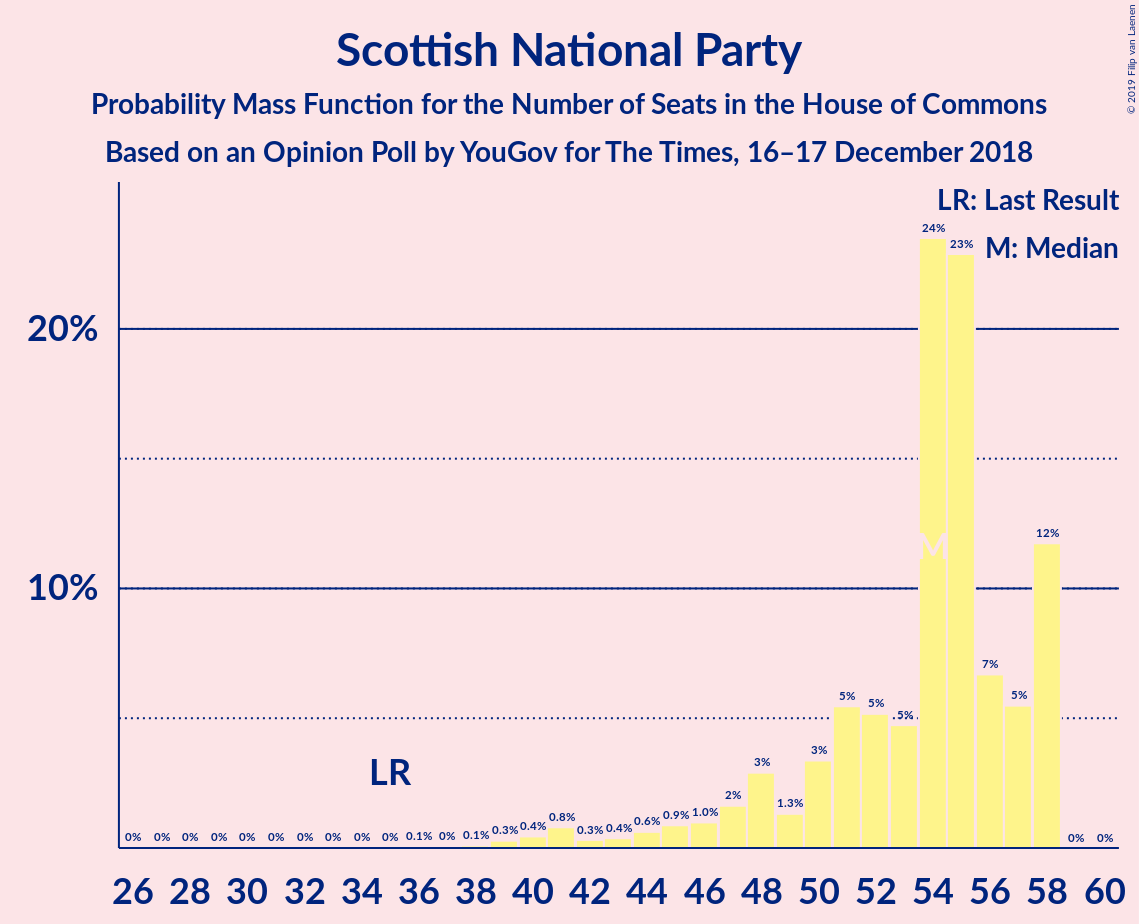 © 2019 Filip van Laenen
Scottish National Party
Probability Mass Function for the Number of Seats in the House of Commons
Based on an Opinion Poll by YouGov for The Times, 16–17 December 2018
LR: Last Result
M: Median
20%
10%
24%
23%
12%
7%
5%
5%
5%
5%
3%
3%
2%
1.3%
LR
0% 0% 0% 0% 0% 0% 0% 0% 0% 0% 0.1% 0% 0.1% 0.3% 0.4% 0.8% 0.3% 0.4% 0.6% 0.9% 1.0% 0% 0%
M
26 28 30 32 34 36 38 40 42 44 46 48 50 52 54 56 58 60